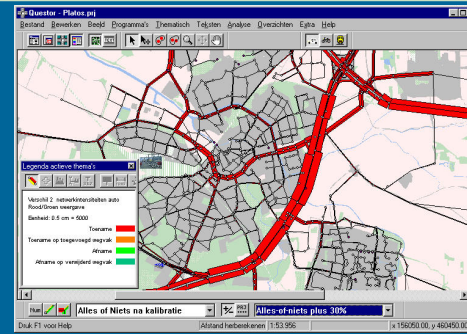 Questor - Platos.prj
Bestand Bewerken Beeld Programma's Thematisch Teksten Analyse Overzichten Extra Help
Legenda actieve thema's
Verschil 2 netwerkintensiteiten auto
Rood/Groen weergave
Eenheid: 0.5 cm = 5000
Toename
Toename op toegevoegd wegvak
Afname
Afname op verwijderd wegvak
Alles of Niets na kalibratie
Alles-of-niets plus 30%
Druk F1 voor Help
Afstand herberekenen 1:53.956
x 156050.00, y 460450.00